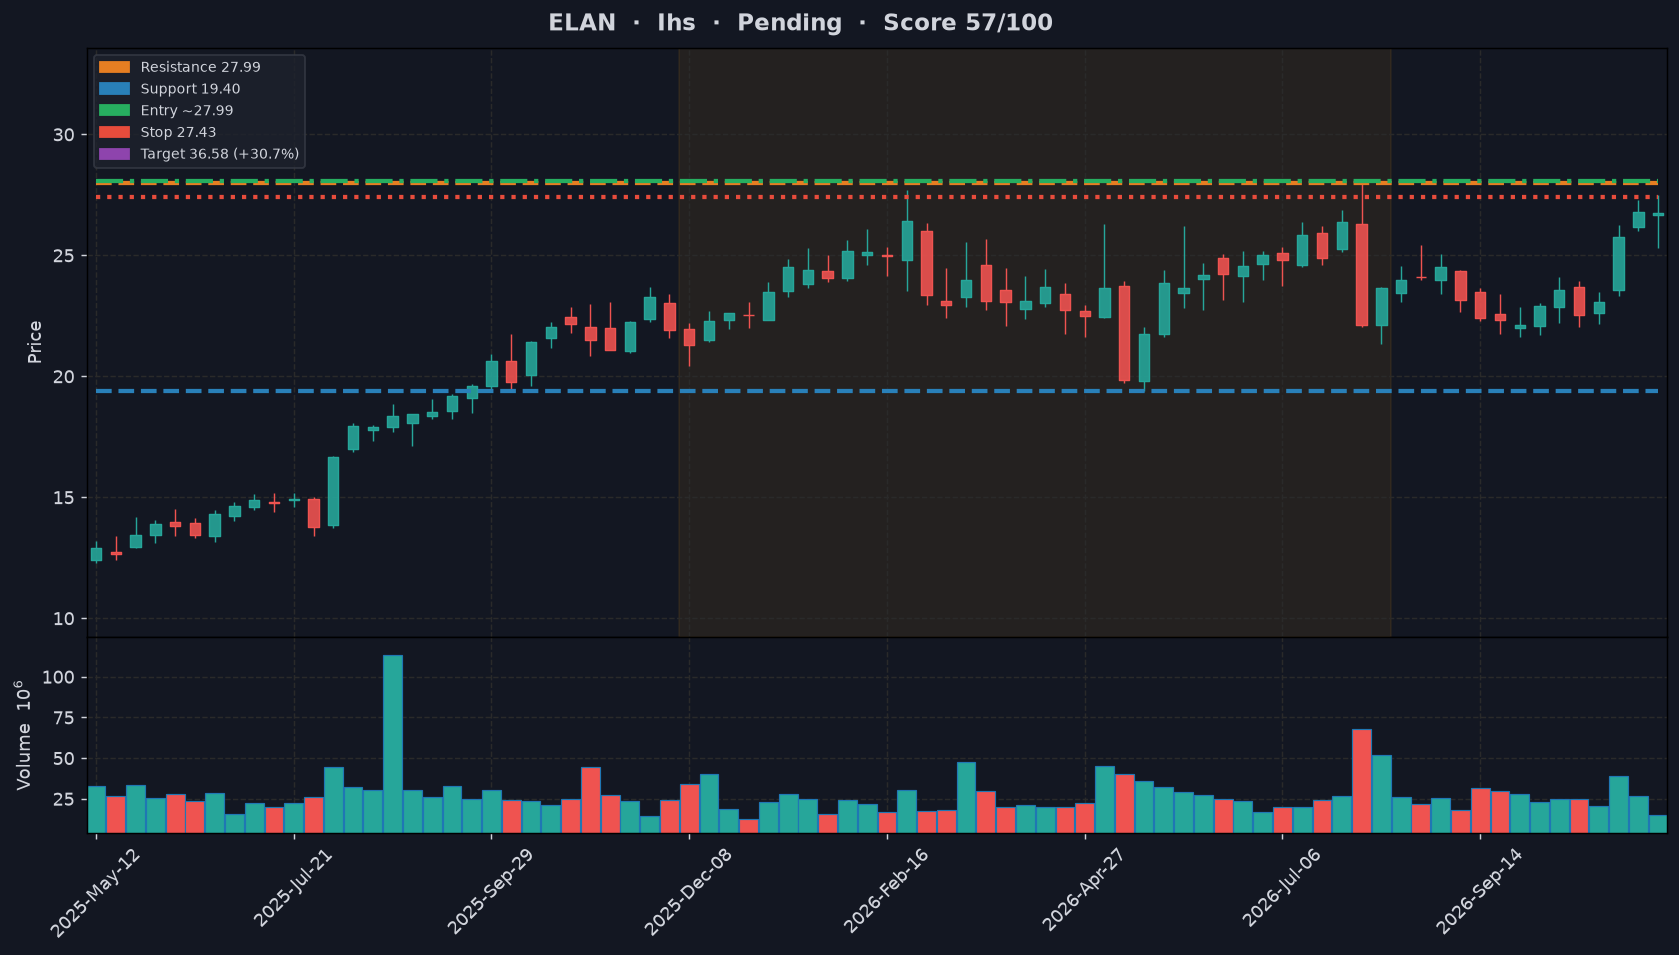 ELAN · Ihs · Pending · Score 57/100
Resistance 27.99
Support 19.40
Entry ~27.99
Stop 27.43
Target 36.58 (+30.7%)
Price
30
25
20
15
10
Volume 10⁶
100
75
50
25
2025-May-12
2025-Jul-21
2025-Sep-29
2025-Dec-08
2026-Feb-16
2026-Apr-27
2026-Jul-06
2026-Sep-14